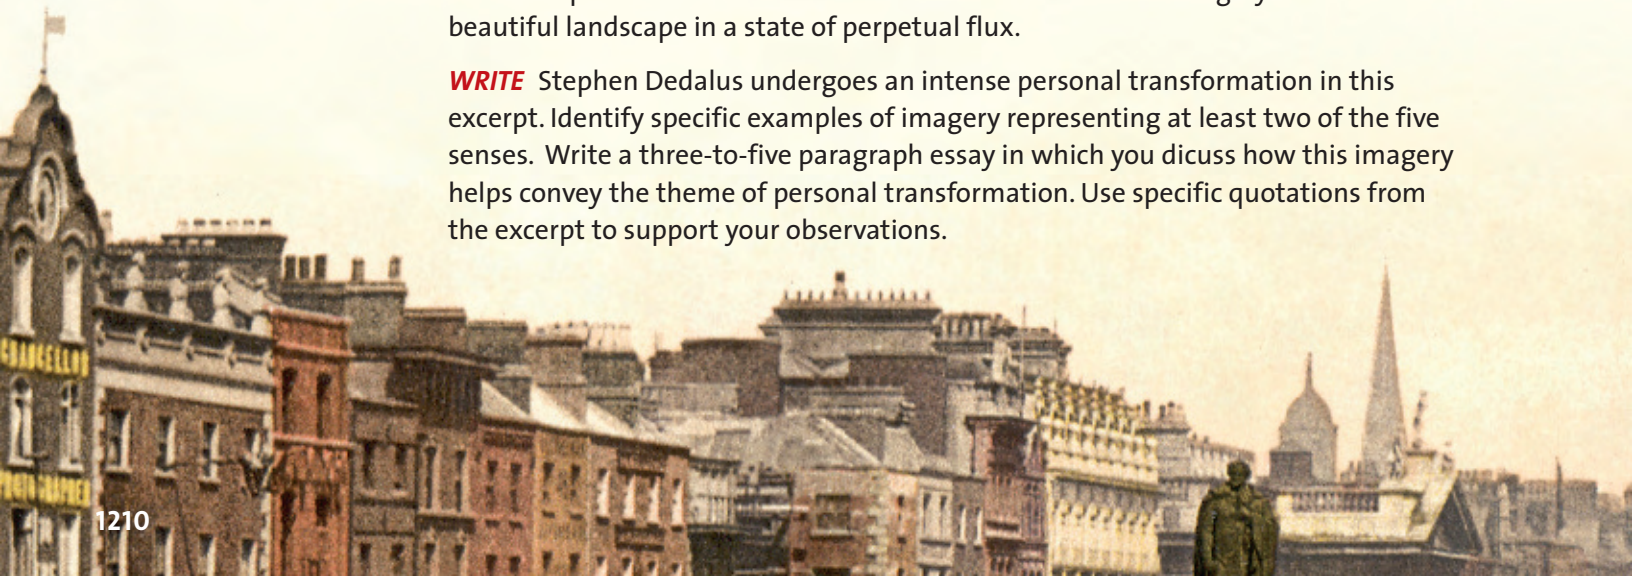 beautiful landscape in a state of perpetual flux.
WRITE Stephen Dedalus undergoes an intense personal transformation in this
excerpt. Identify specific examples of imagery representing at least two of the five
senses. Write a three-to-five paragraph essay in which you dicuss how this imagery
helps convey the theme of personal transformation. Use specific quotations from
the excerpt to support your observations.
CHANCELLO
PHOTOGRAPHER
1210